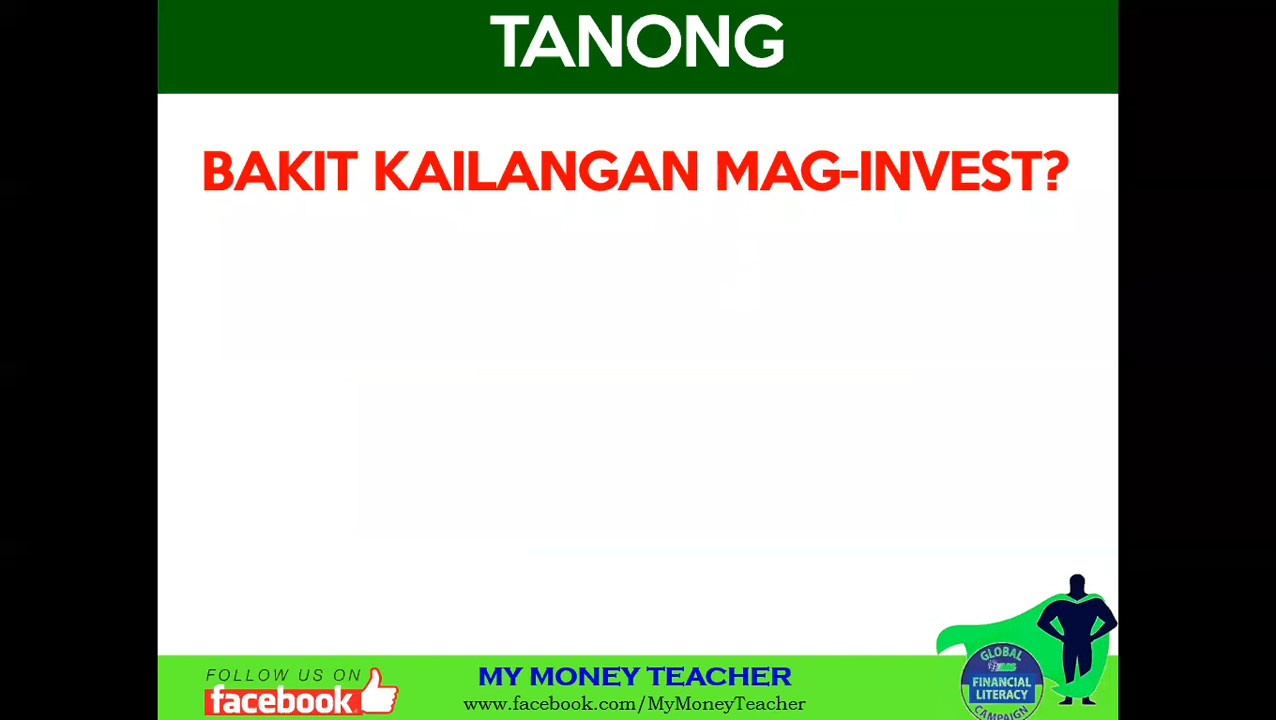 TANONG
BAKIT KAILANGAN MAG-INVEST?
FOLLOW US ON
facebook
MY MONEY TEACHER
www.facebook.com/MyMoneyTeacher
GLOBAL
FINANCIAL
LITERACY
CAMPAIGN